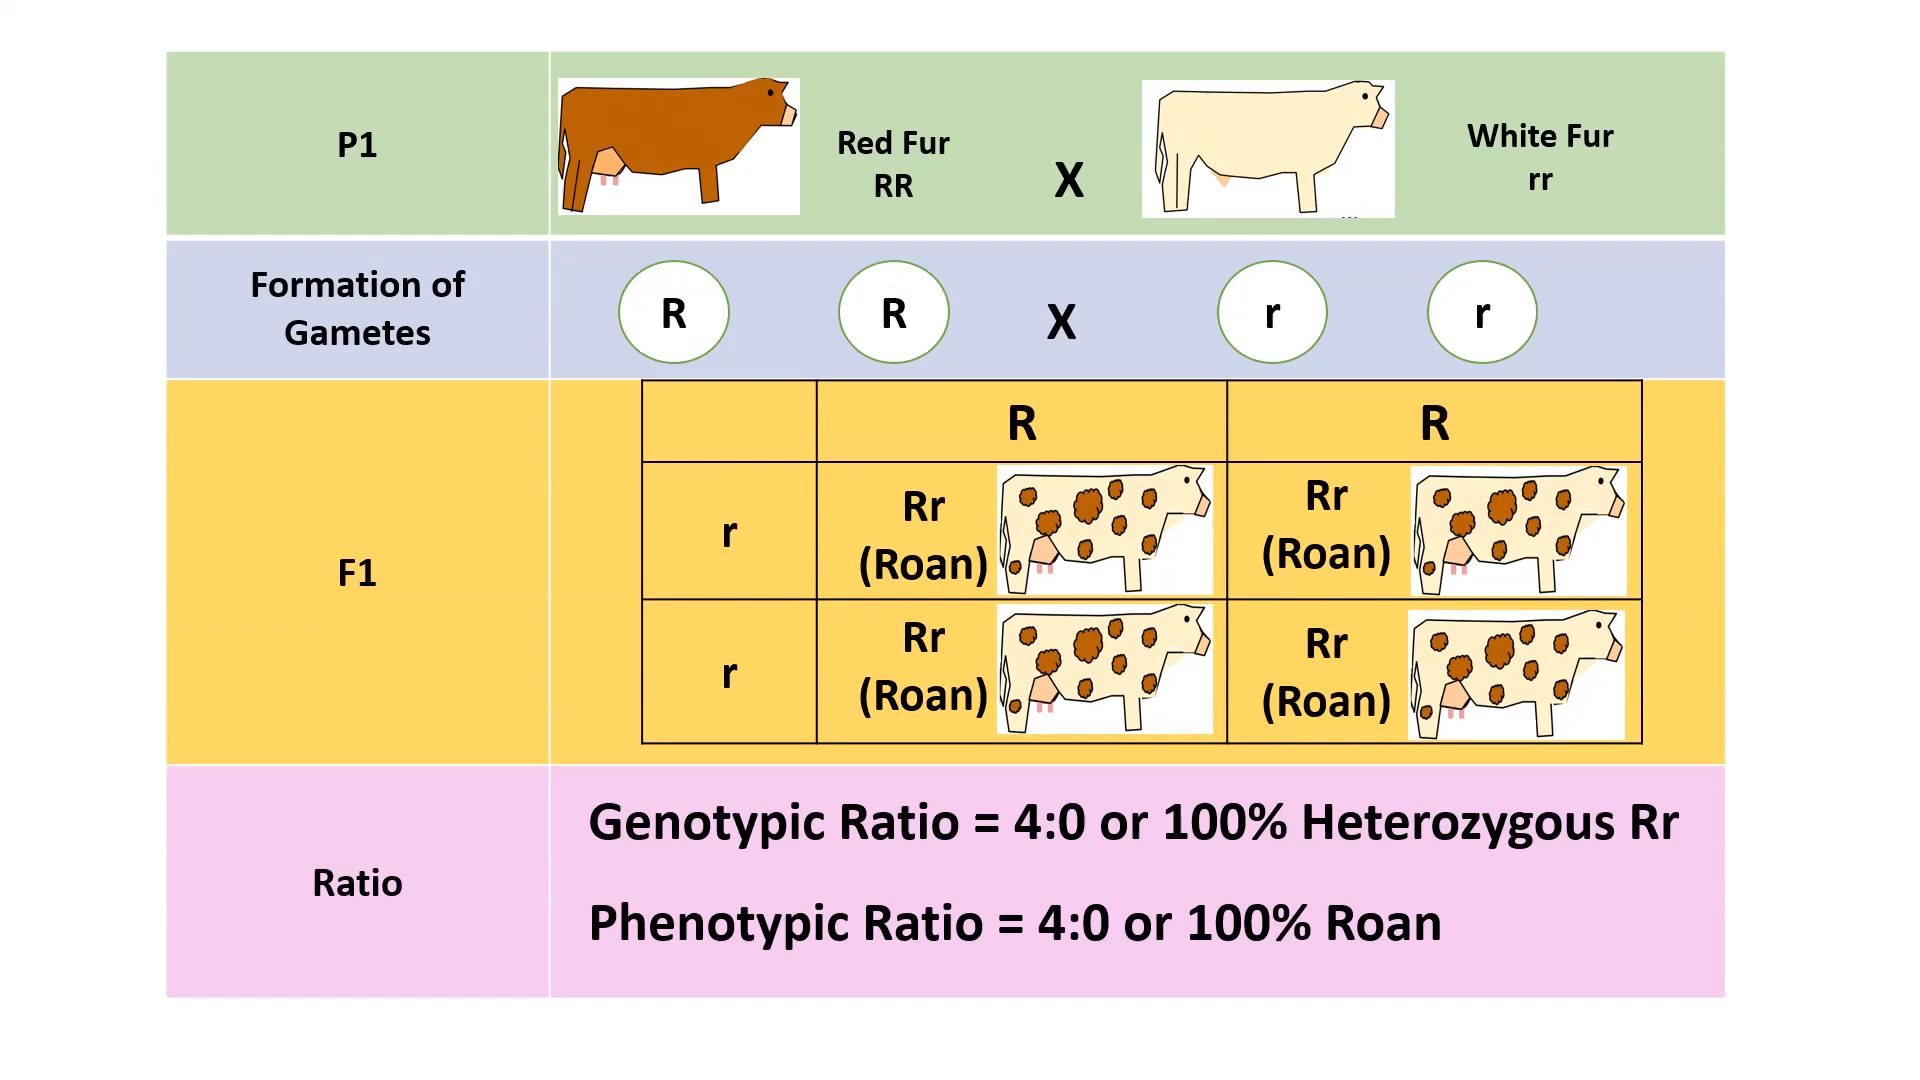 P1
Red Fur
RR
X
White Fur
rr
Formation of
Gametes
R
R
X
r
r
F1
R
R
r
Rr
(Roan)
Rr
(Roan)
r
Rr
(Roan)
Rr
(Roan)
Ratio
Genotypic Ratio = 4:0 or 100% Heterozygous Rr
Phenotypic Ratio = 4:0 or 100% Roan